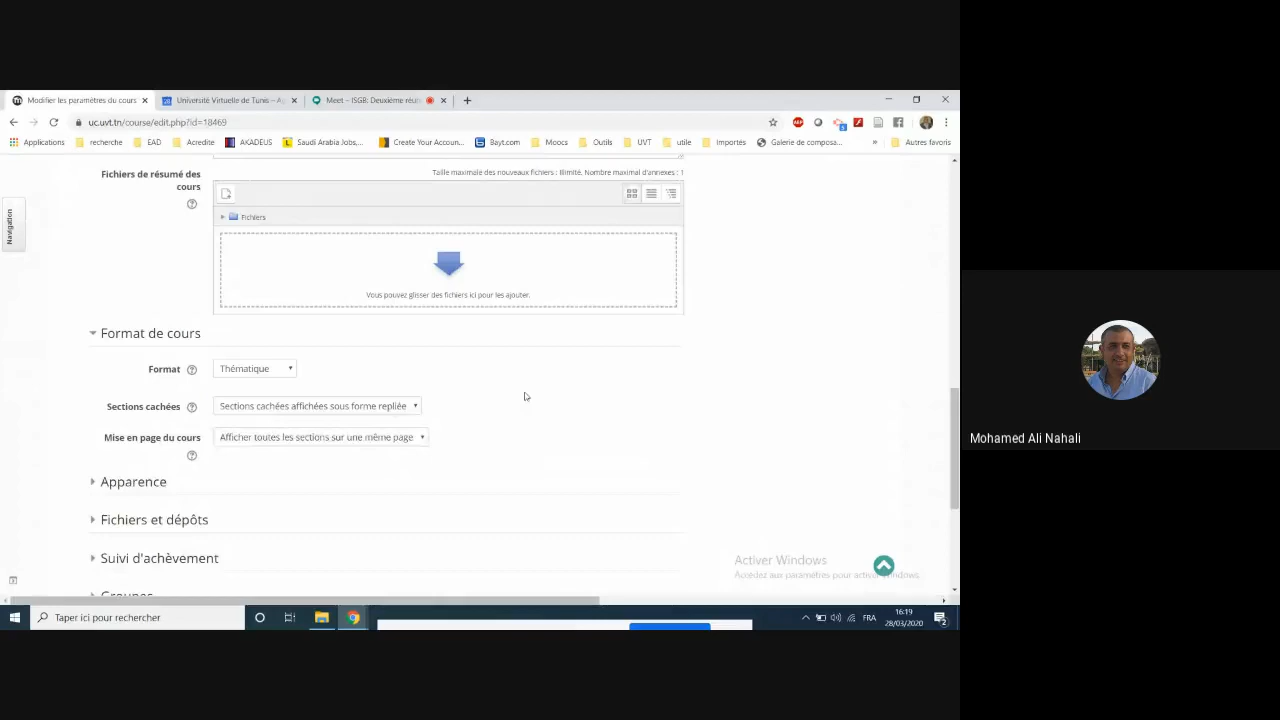 Modifier les paramètres du cours
Université Virtuelle de Tunis – Ag
Meet – ISGB: Deuxième réun
uc.uvt.tn/course/edit.php?id=18469
Applications recherche EAD Acredite AKADEUS Saudi Arabia Jobs,... Create Your Accoun... Bayt.com Moocs Outils UVT utile Importés Galerie de composa... » Autres favoris
Navigation
Fichiers de résumé des cours
Taille maximale des nouveaux fichiers : Illimité, Nombre maximal d'annexes : 1
Fichiers
Vous pouvez glisser des fichiers ici pour les ajouter.
Format de cours
Format Thématique
Sections cachées Sections cachées affichées sous forme repliée
Mise en page du cours Afficher toutes les sections sur une même page
Apparence
Fichiers et dépôts
Suivi d'achèvement
Groupes
Activer Windows
Accédez aux paramètres pour activer Windows.
Taper ici pour rechercher
FRA
16:19
28/03/2020
2
Mohamed Ali Nahali